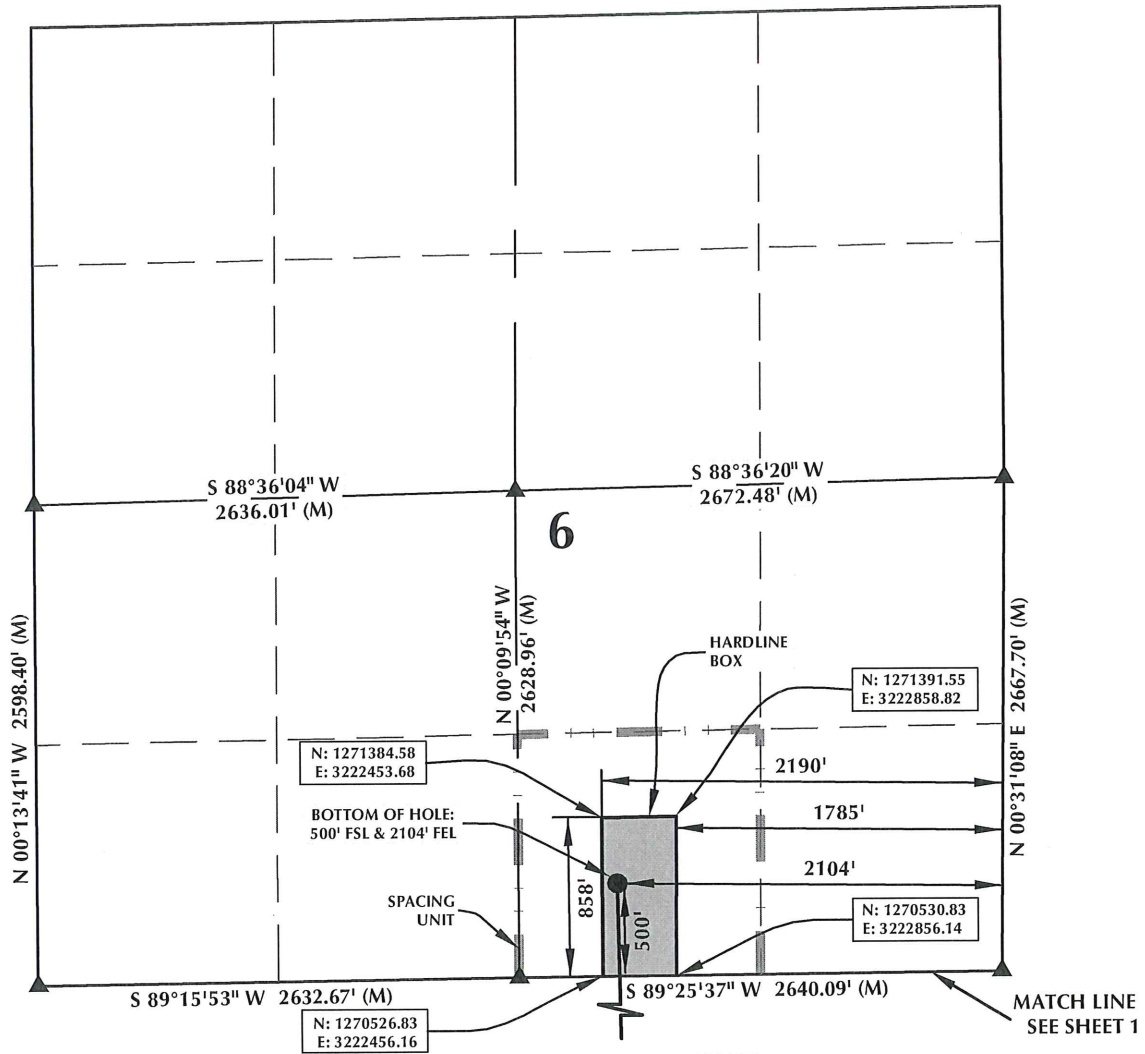 S 88°36'04" W
2636.01' (M)
S 88°36'20" W
2672.48' (M)
6
N 00°13'41" W 2598.40' (M)
N 00°09'54" W
2628.96' (M)
N 00°31'08" E 2667.70' (M)
HARDLINE
BOX
N: 1271391.55
E: 3222858.82
N: 1271384.58
E: 3222453.68
2190'
1785'
BOTTOM OF HOLE:
500' FSL & 2104' FEL
2104'
858'
500'
SPACING
UNIT
N: 1270530.83
E: 3222856.14
S 89°15'53" W 2632.67' (M)
S 89°25'37" W 2640.09' (M)
N: 1270526.83
E: 3222456.16
MATCH LINE
SEE SHEET 1